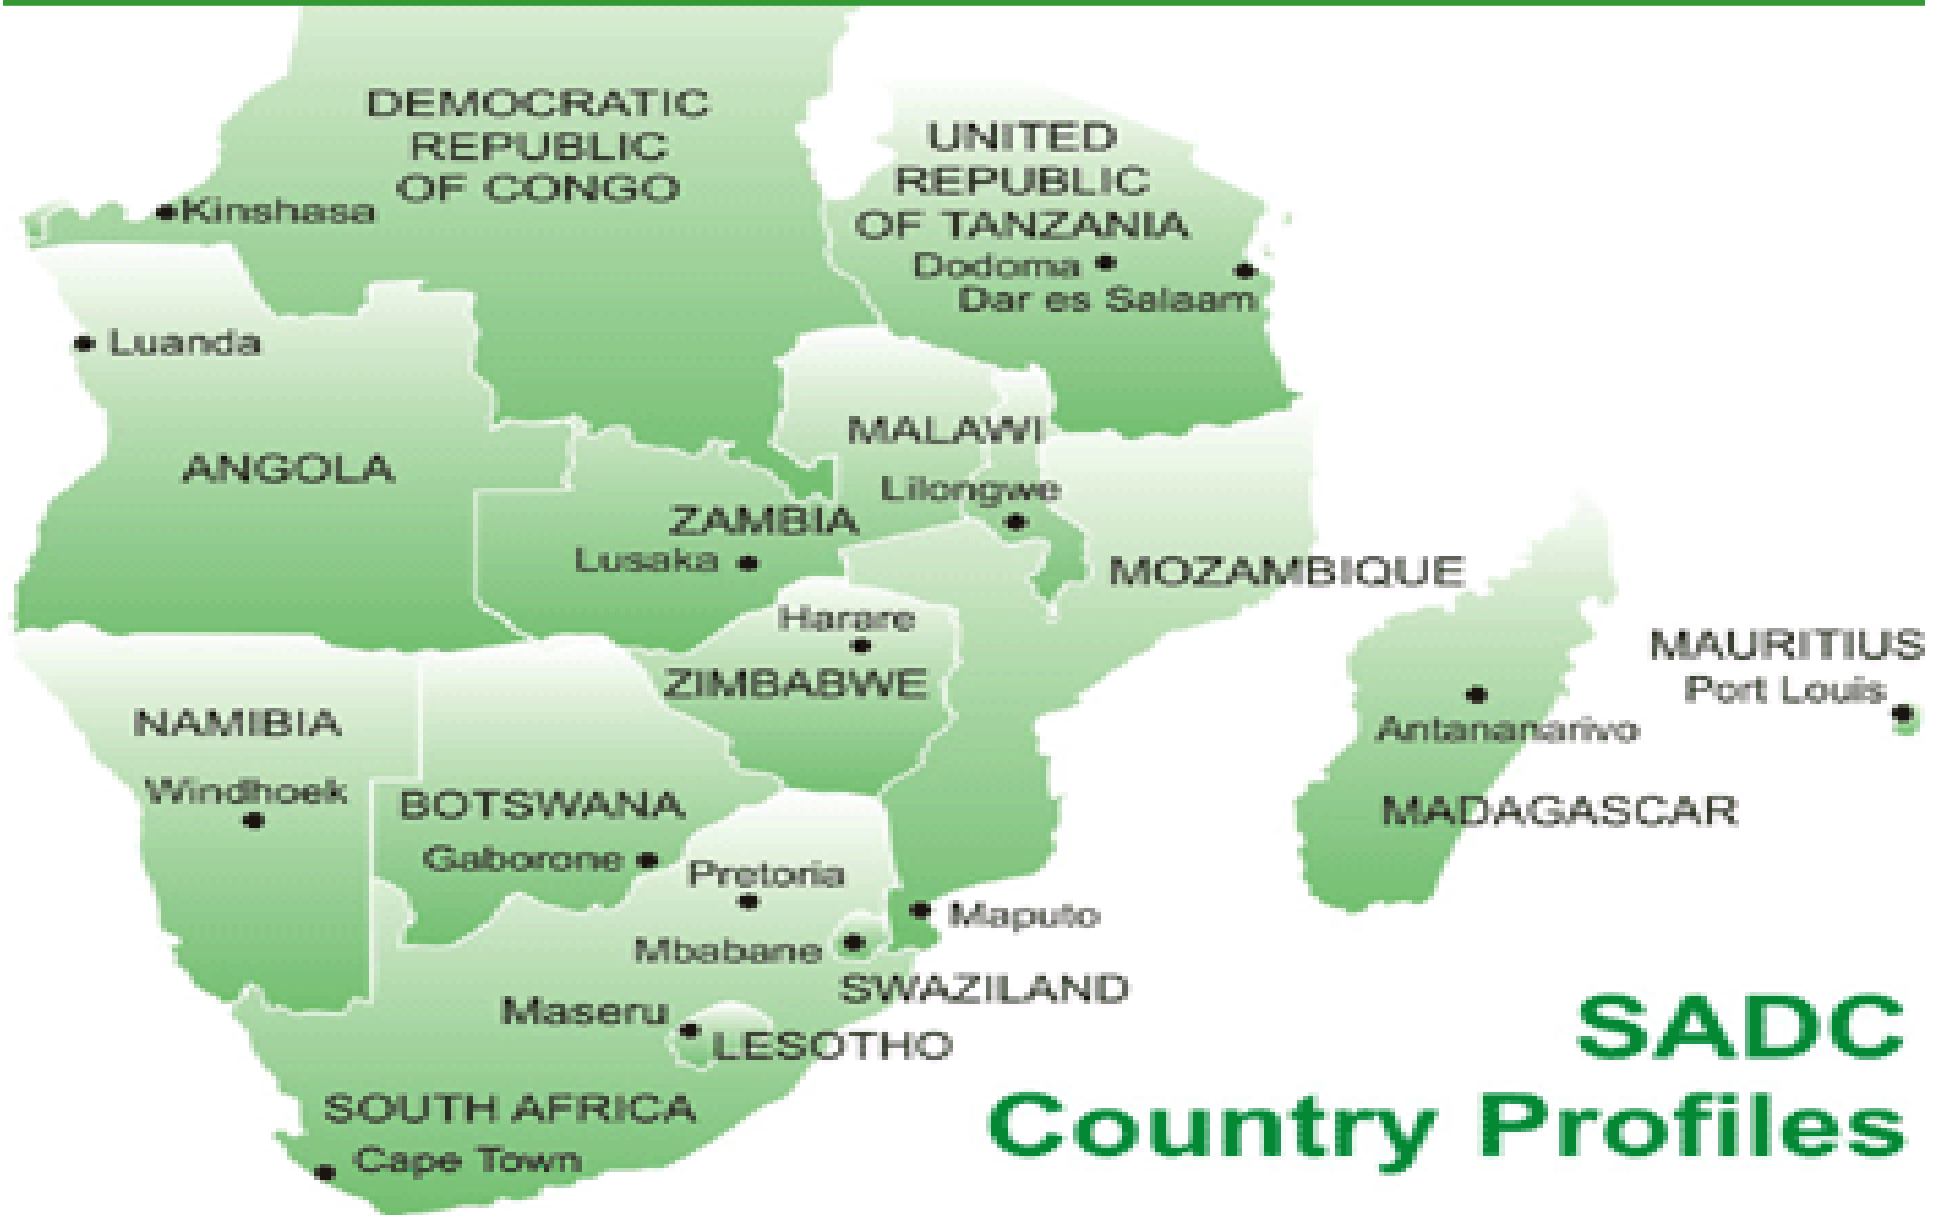 DEMOCRATIC
REPUBLIC
OF CONGO
Kinshasa
UNITED
REPUBLIC
OF TANZANIA
Dodoma
Dar es Salaam
Luanda
ANGOLA
MALAWI
Lilongwe
ZAMBIA
Lusaka
MOZAMBIQUE
Harare
ZIMBABWE
MAURITIUS
Port Louis
Antananarivo
MADAGASCAR
NAMIBIA
Windhoek
BOTSWANA
Gaborone
Pretoria
Maputo
Mbabane
SWAZILAND
Maseru
LESOTHO
SOUTH AFRICA
Cape Town
SADC
Country Profiles